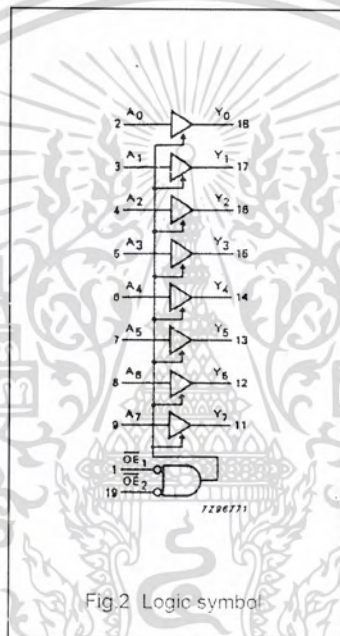 2 A0 Y0 18
3 A1 Y1 17
4 A2 Y2 16
5 A3 Y3 15
6 A4 Y4 14
7 A5 Y5 13
8 A6 Y6 12
9 A7 Y7 11
1 O̅E̅1
19 O̅E̅2
7Z96771
Fig.2 Logic symbol